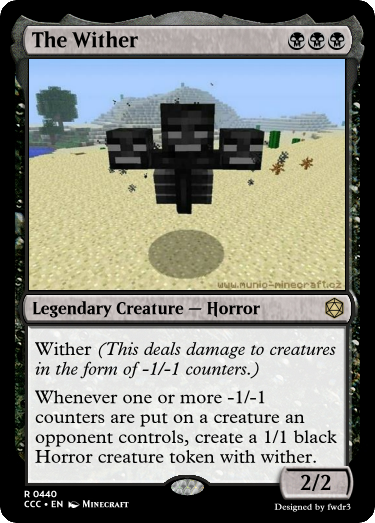 The Wither
www.munio-minecraft.cz
Legendary Creature — Horror
Wither (This deals damage to creatures
in the form of -1/-1 counters.)
Whenever one or more -1/-1
counters are put on a creature an
opponent controls, create a 1/1 black
Horror creature token with wither.
2/2
R 0440
CCC • EN MINECRAFT
Designed by fwdr3